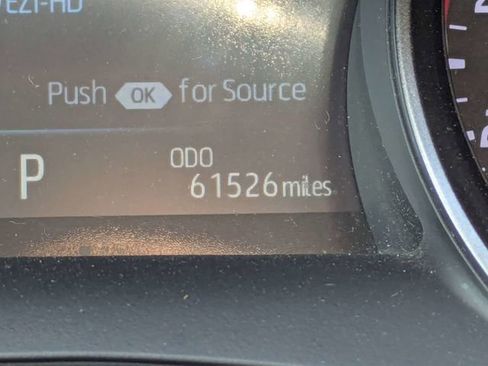 Push OK for Source
P
ODO
61526 miles